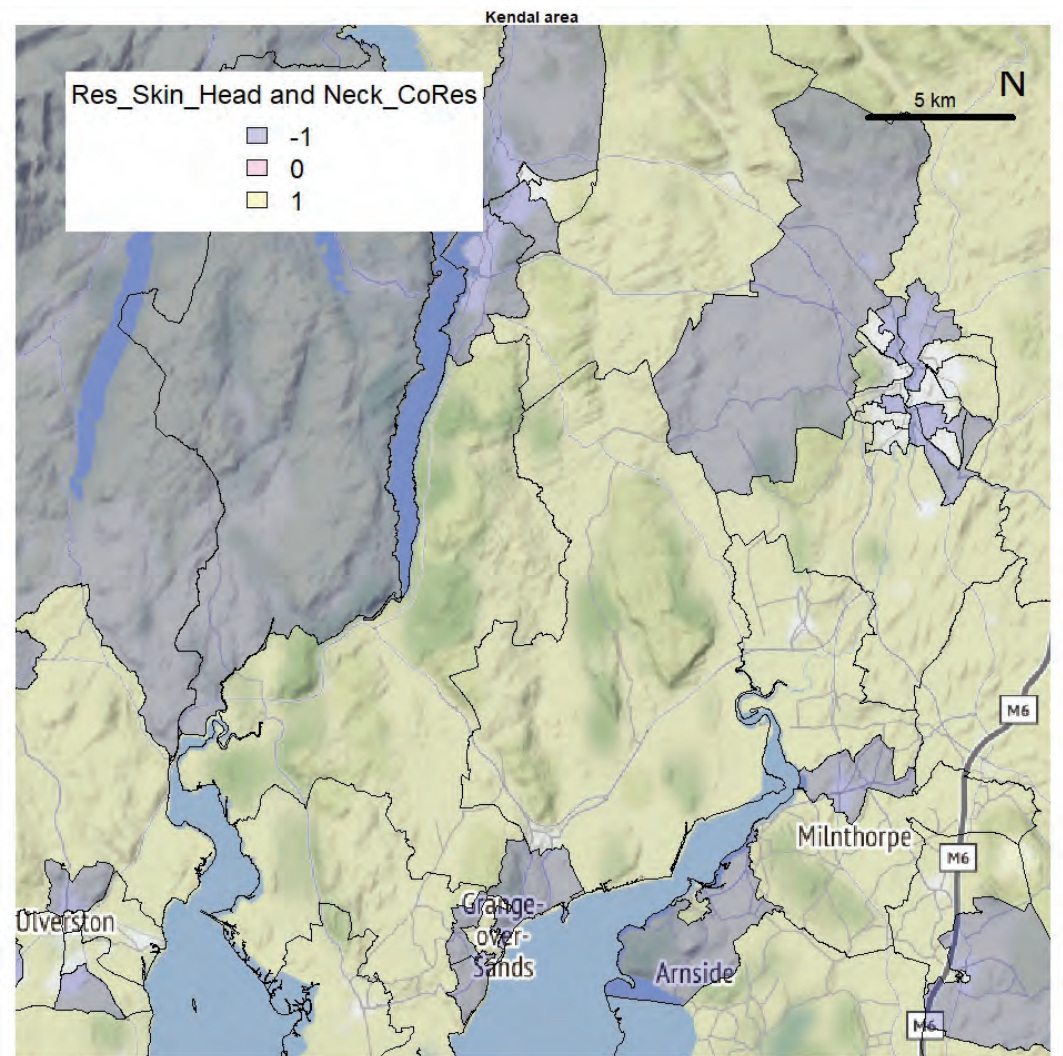 Kendal area
Res_Skin_Head and Neck_CoRes
-1
0
1
N
5 km
M6
Milnthorpe
M6
Ulverston
Grange-
over-
Sands
Arnside
M6